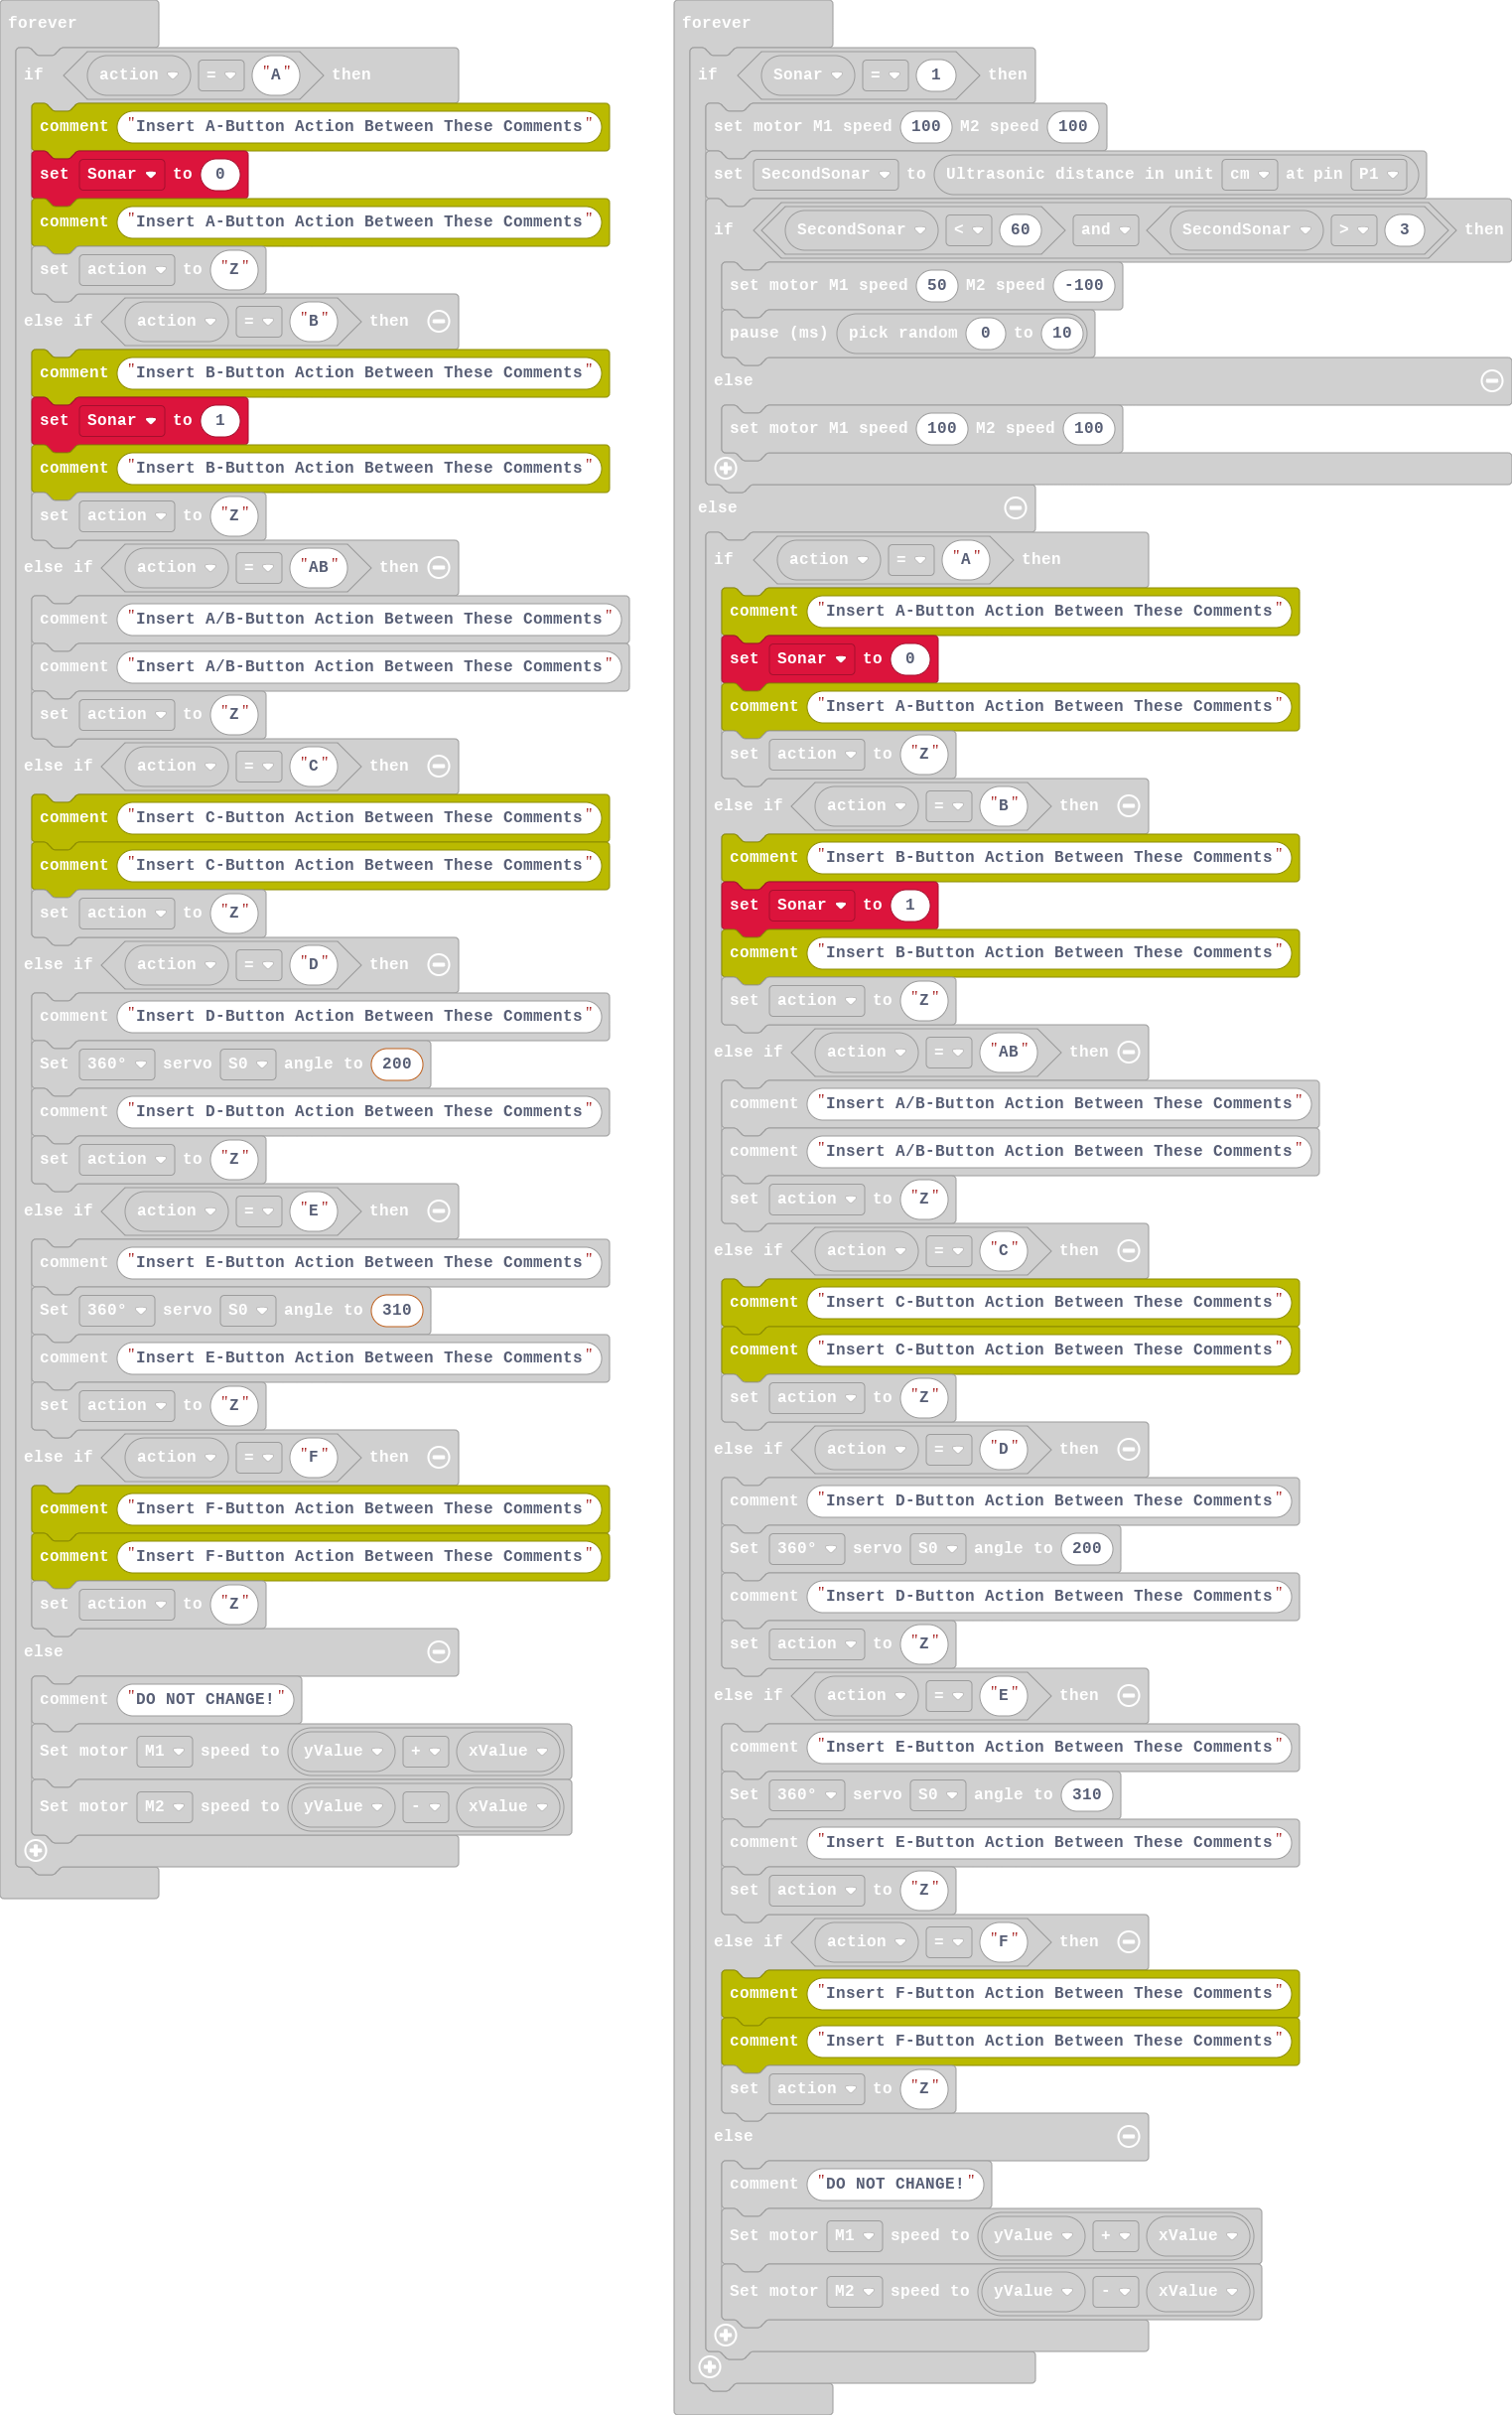 forever
if action = "A" then
comment "Insert A-Button Action Between These Comments"
set Sonar to 0
comment "Insert A-Button Action Between These Comments"
set action to "Z"
else if action = "B" then
comment "Insert B-Button Action Between These Comments"
set Sonar to 1
comment "Insert B-Button Action Between These Comments"
set action to "Z"
else if action = "AB" then
comment "Insert A/B-Button Action Between These Comments"
comment "Insert A/B-Button Action Between These Comments"
set action to "Z"
else if action = "C" then
comment "Insert C-Button Action Between These Comments"
comment "Insert C-Button Action Between These Comments"
set action to "Z"
else if action = "D" then
comment "Insert D-Button Action Between These Comments"
Set 360° servo S0 angle to 200
comment "Insert D-Button Action Between These Comments"
set action to "Z"
else if action = "E" then
comment "Insert E-Button Action Between These Comments"
Set 360° servo S0 angle to 310
comment "Insert E-Button Action Between These Comments"
set action to "Z"
else if action = "F" then
comment "Insert F-Button Action Between These Comments"
comment "Insert F-Button Action Between These Comments"
set action to "Z"
else
comment "DO NOT CHANGE!"
Set motor M1 speed to yValue + xValue
Set motor M2 speed to yValue - xValue
forever
if Sonar = 1 then
set motor M1 speed 100 M2 speed 100
set SecondSonar to Ultrasonic distance in unit cm at pin P1
if SecondSonar < 60 and SecondSonar > 3 then
set motor M1 speed 50 M2 speed -100
pause (ms) pick random 0 to 10
else
set motor M1 speed 100 M2 speed 100
else
if action = "A" then
comment "Insert A-Button Action Between These Comments"
set Sonar to 0
comment "Insert A-Button Action Between These Comments"
set action to "Z"
else if action = "B" then
comment "Insert B-Button Action Between These Comments"
set Sonar to 1
comment "Insert B-Button Action Between These Comments"
set action to "Z"
else if action = "AB" then
comment "Insert A/B-Button Action Between These Comments"
comment "Insert A/B-Button Action Between These Comments"
set action to "Z"
else if action = "C" then
comment "Insert C-Button Action Between These Comments"
comment "Insert C-Button Action Between These Comments"
set action to "Z"
else if action = "D" then
comment "Insert D-Button Action Between These Comments"
Set 360° servo S0 angle to 200
comment "Insert D-Button Action Between These Comments"
set action to "Z"
else if action = "E" then
comment "Insert E-Button Action Between These Comments"
Set 360° servo S0 angle to 310
comment "Insert E-Button Action Between These Comments"
set action to "Z"
else if action = "F" then
comment "Insert F-Button Action Between These Comments"
comment "Insert F-Button Action Between These Comments"
set action to "Z"
else
comment "DO NOT CHANGE!"
Set motor M1 speed to yValue + xValue
Set motor M2 speed to yValue - xValue